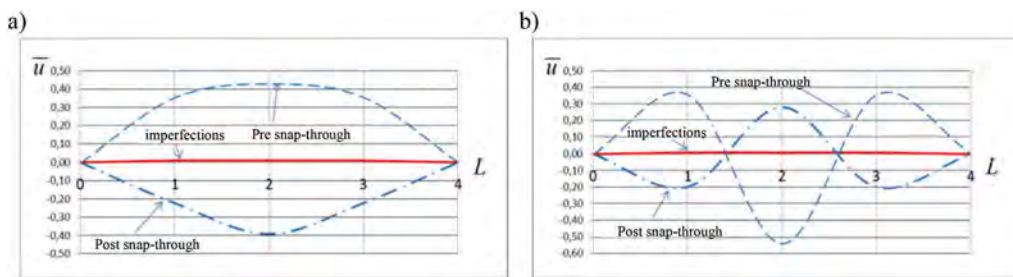 a)
u
0,50
0,40
0,30
0,20
0,10
0,00
-0,10
-0,20
-0,30
-0,40
-0,50
imperfections
Pre snap-through
Post snap-through
0 1 2 3 4 L
b)
u
0,50
0,40
0,30
0,20
0,10
0,00
-0,10
-0,20
-0,30
-0,40
-0,50
-0,60
Pre snap-through
imperfections
Post snap-through
0 1 2 3 4 L